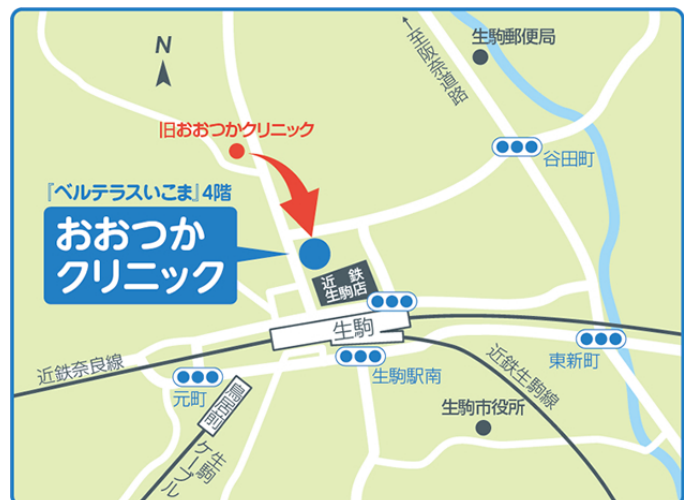 N
←至阪奈道路
生駒郵便局
旧おおつかクリニック
谷田町
『ベルテラスいこま』4階
おおつか
クリニック
近鉄
生駒店
生駒
近鉄奈良線
元町
生駒駅南
東新町
近鉄生駒線
鳥居前
生駒
ケーブル
生駒市役所